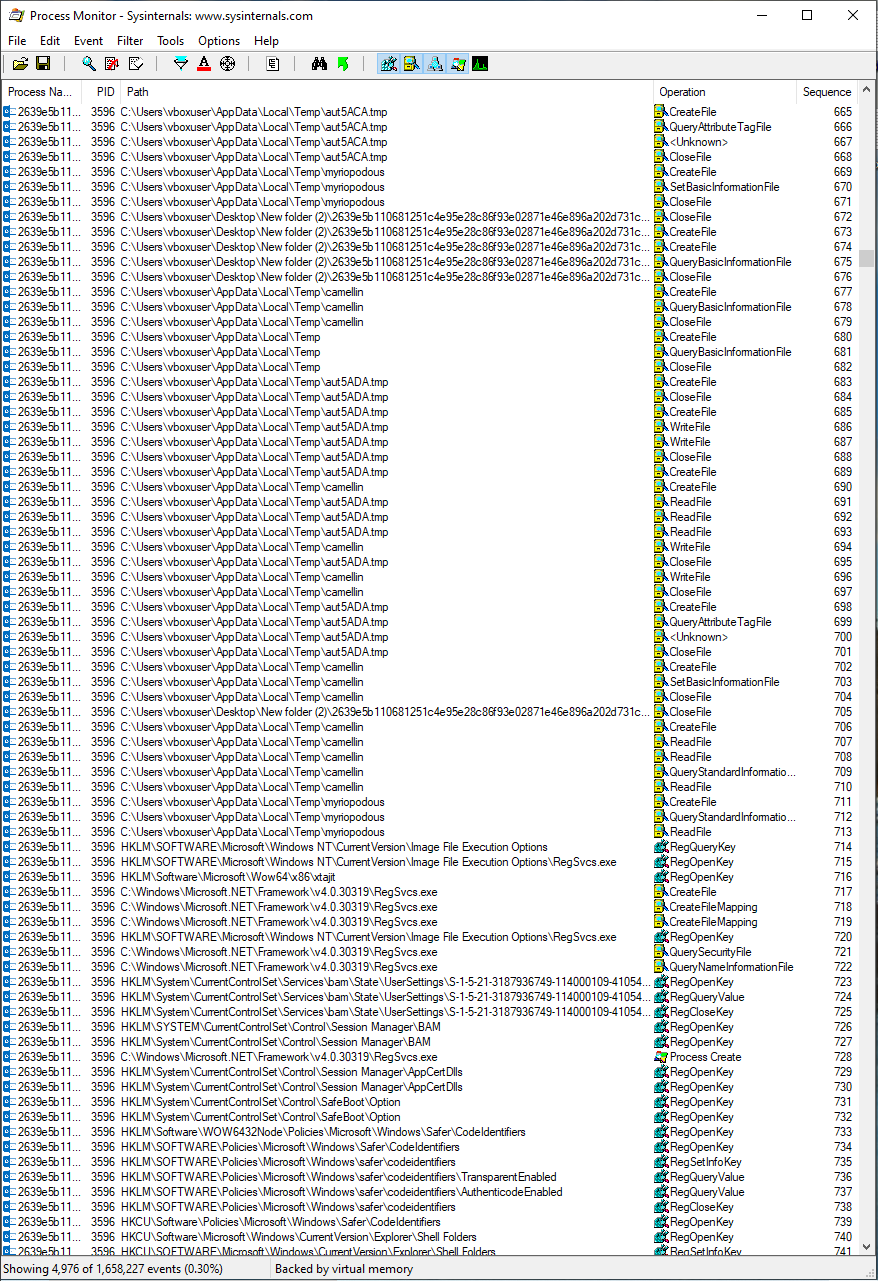 Process Monitor - Sysinternals: www.sysinternals.com
File Edit Event Filter Tools Options Help
Process Na... PID Path Operation Sequence
2639e5b11... 3596 C:\Users\vboxuser\AppData\Local\Temp\aut5ACA.tmp CreateFile 665
2639e5b11... 3596 C:\Users\vboxuser\AppData\Local\Temp\aut5ACA.tmp QueryAttributeTagFile 666
2639e5b11... 3596 C:\Users\vboxuser\AppData\Local\Temp\aut5ACA.tmp <Unknown> 667
2639e5b11... 3596 C:\Users\vboxuser\AppData\Local\Temp\aut5ACA.tmp CloseFile 668
2639e5b11... 3596 C:\Users\vboxuser\AppData\Local\Temp\myriopodous CreateFile 669
2639e5b11... 3596 C:\Users\vboxuser\AppData\Local\Temp\myriopodous SetBasicInformationFile 670
2639e5b11... 3596 C:\Users\vboxuser\AppData\Local\Temp\myriopodous CloseFile 671
2639e5b11... 3596 C:\Users\vboxuser\Desktop\New folder (2)\2639e5b110681251c4e95e28c86f93e02871e46e896a202d731c... CloseFile 672
2639e5b11... 3596 C:\Users\vboxuser\Desktop\New folder (2)\2639e5b110681251c4e95e28c86f93e02871e46e896a202d731c... CreateFile 673
2639e5b11... 3596 C:\Users\vboxuser\Desktop\New folder (2)\2639e5b110681251c4e95e28c86f93e02871e46e896a202d731c... CreateFile 674
2639e5b11... 3596 C:\Users\vboxuser\Desktop\New folder (2)\2639e5b110681251c4e95e28c86f93e02871e46e896a202d731c... QueryBasicInformationFile 675
2639e5b11... 3596 C:\Users\vboxuser\Desktop\New folder (2)\2639e5b110681251c4e95e28c86f93e02871e46e896a202d731c... CloseFile 676
2639e5b11... 3596 C:\Users\vboxuser\AppData\Local\Temp\camellin CreateFile 677
2639e5b11... 3596 C:\Users\vboxuser\AppData\Local\Temp\camellin QueryBasicInformationFile 678
2639e5b11... 3596 C:\Users\vboxuser\AppData\Local\Temp\camellin CloseFile 679
2639e5b11... 3596 C:\Users\vboxuser\AppData\Local\Temp CreateFile 680
2639e5b11... 3596 C:\Users\vboxuser\AppData\Local\Temp QueryBasicInformationFile 681
2639e5b11... 3596 C:\Users\vboxuser\AppData\Local\Temp CloseFile 682
2639e5b11... 3596 C:\Users\vboxuser\AppData\Local\Temp\aut5ADA.tmp CreateFile 683
2639e5b11... 3596 C:\Users\vboxuser\AppData\Local\Temp\aut5ADA.tmp CloseFile 684
2639e5b11... 3596 C:\Users\vboxuser\AppData\Local\Temp\aut5ADA.tmp CreateFile 685
2639e5b11... 3596 C:\Users\vboxuser\AppData\Local\Temp\aut5ADA.tmp WriteFile 686
2639e5b11... 3596 C:\Users\vboxuser\AppData\Local\Temp\aut5ADA.tmp WriteFile 687
2639e5b11... 3596 C:\Users\vboxuser\AppData\Local\Temp\aut5ADA.tmp CloseFile 688
2639e5b11... 3596 C:\Users\vboxuser\AppData\Local\Temp\aut5ADA.tmp CreateFile 689
2639e5b11... 3596 C:\Users\vboxuser\AppData\Local\Temp\camellin CreateFile 690
2639e5b11... 3596 C:\Users\vboxuser\AppData\Local\Temp\aut5ADA.tmp ReadFile 691
2639e5b11... 3596 C:\Users\vboxuser\AppData\Local\Temp\aut5ADA.tmp ReadFile 692
2639e5b11... 3596 C:\Users\vboxuser\AppData\Local\Temp\aut5ADA.tmp ReadFile 693
2639e5b11... 3596 C:\Users\vboxuser\AppData\Local\Temp\camellin WriteFile 694
2639e5b11... 3596 C:\Users\vboxuser\AppData\Local\Temp\aut5ADA.tmp CloseFile 695
2639e5b11... 3596 C:\Users\vboxuser\AppData\Local\Temp\camellin WriteFile 696
2639e5b11... 3596 C:\Users\vboxuser\AppData\Local\Temp\camellin CloseFile 697
2639e5b11... 3596 C:\Users\vboxuser\AppData\Local\Temp\aut5ADA.tmp CreateFile 698
2639e5b11... 3596 C:\Users\vboxuser\AppData\Local\Temp\aut5ADA.tmp QueryAttributeTagFile 699
2639e5b11... 3596 C:\Users\vboxuser\AppData\Local\Temp\aut5ADA.tmp <Unknown> 700
2639e5b11... 3596 C:\Users\vboxuser\AppData\Local\Temp\aut5ADA.tmp CloseFile 701
2639e5b11... 3596 C:\Users\vboxuser\AppData\Local\Temp\camellin CreateFile 702
2639e5b11... 3596 C:\Users\vboxuser\AppData\Local\Temp\camellin SetBasicInformationFile 703
2639e5b11... 3596 C:\Users\vboxuser\AppData\Local\Temp\camellin CloseFile 704
2639e5b11... 3596 C:\Users\vboxuser\Desktop\New folder (2)\2639e5b110681251c4e95e28c86f93e02871e46e896a202d731c... CloseFile 705
2639e5b11... 3596 C:\Users\vboxuser\AppData\Local\Temp\camellin CreateFile 706
2639e5b11... 3596 C:\Users\vboxuser\AppData\Local\Temp\camellin ReadFile 707
2639e5b11... 3596 C:\Users\vboxuser\AppData\Local\Temp\camellin ReadFile 708
2639e5b11... 3596 C:\Users\vboxuser\AppData\Local\Temp\camellin QueryStandardInformatio... 709
2639e5b11... 3596 C:\Users\vboxuser\AppData\Local\Temp\camellin ReadFile 710
2639e5b11... 3596 C:\Users\vboxuser\AppData\Local\Temp\myriopodous CreateFile 711
2639e5b11... 3596 C:\Users\vboxuser\AppData\Local\Temp\myriopodous QueryStandardInformatio... 712
2639e5b11... 3596 C:\Users\vboxuser\AppData\Local\Temp\myriopodous ReadFile 713
2639e5b11... 3596 HKLM\SOFTWARE\Microsoft\Windows NT\CurrentVersion\Image File Execution Options RegQueryKey 714
2639e5b11... 3596 HKLM\SOFTWARE\Microsoft\Windows NT\CurrentVersion\Image File Execution Options\RegSvcs.exe RegOpenKey 715
2639e5b11... 3596 HKLM\Software\Microsoft\Wow64\x86\xtajit RegOpenKey 716
2639e5b11... 3596 C:\Windows\Microsoft.NET\Framework\v4.0.30319\RegSvcs.exe CreateFile 717
2639e5b11... 3596 C:\Windows\Microsoft.NET\Framework\v4.0.30319\RegSvcs.exe CreateFileMapping 718
2639e5b11... 3596 C:\Windows\Microsoft.NET\Framework\v4.0.30319\RegSvcs.exe CreateFileMapping 719
2639e5b11... 3596 HKLM\SOFTWARE\Microsoft\Windows NT\CurrentVersion\Image File Execution Options\RegSvcs.exe RegOpenKey 720
2639e5b11... 3596 C:\Windows\Microsoft.NET\Framework\v4.0.30319\RegSvcs.exe QuerySecurityFile 721
2639e5b11... 3596 C:\Windows\Microsoft.NET\Framework\v4.0.30319\RegSvcs.exe QueryNameInformationFile 722
2639e5b11... 3596 HKLM\System\CurrentControlSet\Services\bam\State\UserSettings\S-1-5-21-3187936749-114000109-41054... RegOpenKey 723
2639e5b11... 3596 HKLM\System\CurrentControlSet\Services\bam\State\UserSettings\S-1-5-21-3187936749-114000109-41054... RegQueryValue 724
2639e5b11... 3596 HKLM\System\CurrentControlSet\Services\bam\State\UserSettings\S-1-5-21-3187936749-114000109-41054... RegCloseKey 725
2639e5b11... 3596 HKLM\SYSTEM\CurrentControlSet\Control\Session Manager\BAM RegOpenKey 726
2639e5b11... 3596 HKLM\System\CurrentControlSet\Control\Session Manager\BAM RegOpenKey 727
2639e5b11... 3596 C:\Windows\Microsoft.NET\Framework\v4.0.30319\RegSvcs.exe Process Create 728
2639e5b11... 3596 HKLM\System\CurrentControlSet\Control\Session Manager\AppCertDlls RegOpenKey 729
2639e5b11... 3596 HKLM\System\CurrentControlSet\Control\Session Manager\AppCertDlls RegOpenKey 730
2639e5b11... 3596 HKLM\System\CurrentControlSet\Control\SafeBoot\Option RegOpenKey 731
2639e5b11... 3596 HKLM\System\CurrentControlSet\Control\SafeBoot\Option RegOpenKey 732
2639e5b11... 3596 HKLM\Software\WOW6432Node\Policies\Microsoft\Windows\Safer\CodeIdentifiers RegOpenKey 733
2639e5b11... 3596 HKLM\SOFTWARE\Policies\Microsoft\Windows\Safer\CodeIdentifiers RegOpenKey 734
2639e5b11... 3596 HKLM\SOFTWARE\Policies\Microsoft\Windows\safer\codeidentifiers RegSetInfoKey 735
2639e5b11... 3596 HKLM\SOFTWARE\Policies\Microsoft\Windows\safer\codeidentifiers\TransparentEnabled RegQueryValue 736
2639e5b11... 3596 HKLM\SOFTWARE\Policies\Microsoft\Windows\safer\codeidentifiers\AuthenticodeEnabled RegQueryValue 737
2639e5b11... 3596 HKLM\SOFTWARE\Policies\Microsoft\Windows\safer\codeidentifiers RegCloseKey 738
2639e5b11... 3596 HKCU\Software\Policies\Microsoft\Windows\Safer\CodeIdentifiers RegOpenKey 739
2639e5b11... 3596 HKCU\Software\Microsoft\Windows\CurrentVersion\Explorer\Shell Folders RegOpenKey 740
2639e5b11... 3596 HKCU\SOFTWARE\Microsoft\Windows\CurrentVersion\Explorer\Shell Folders RegSetInfoKey 741
Showing 4,976 of 1,658,227 events (0.30%) Backed by virtual memory